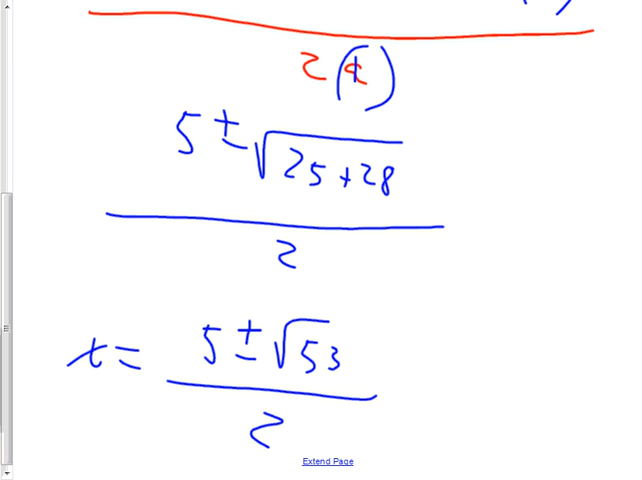 2(1)
5 ± √25+28
2
t = 5 ± √53
2
Extend Page